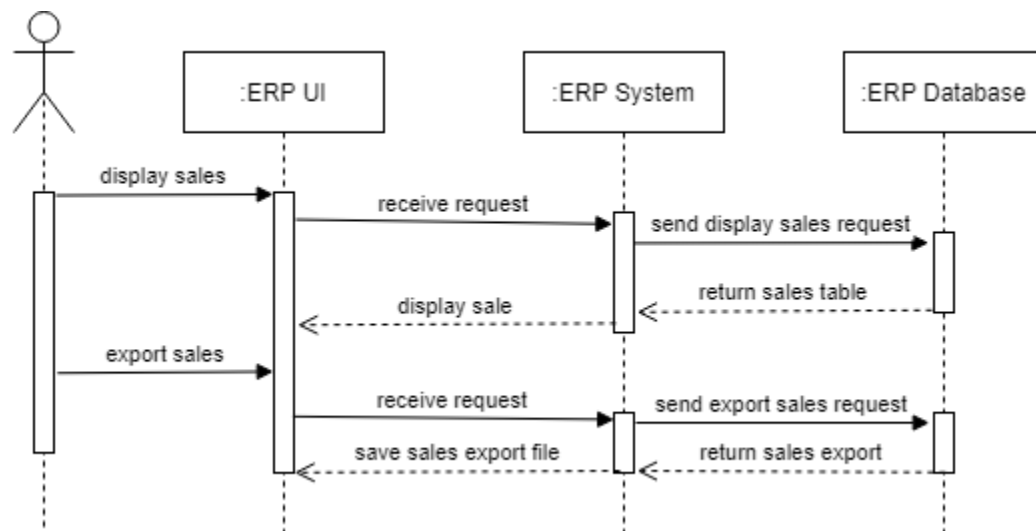 :ERP UI
:ERP System
:ERP Database
display sales
receive request
send display sales request
return sales table
display sale
export sales
receive request
send export sales request
return sales export
save sales export file